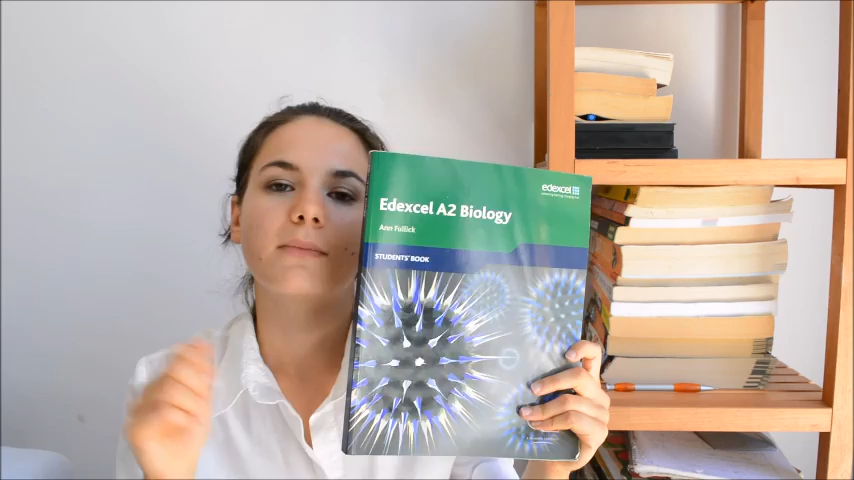 edexcel
Edexcel A2 Biology
Ann Fullick
STUDENTS' BOOK